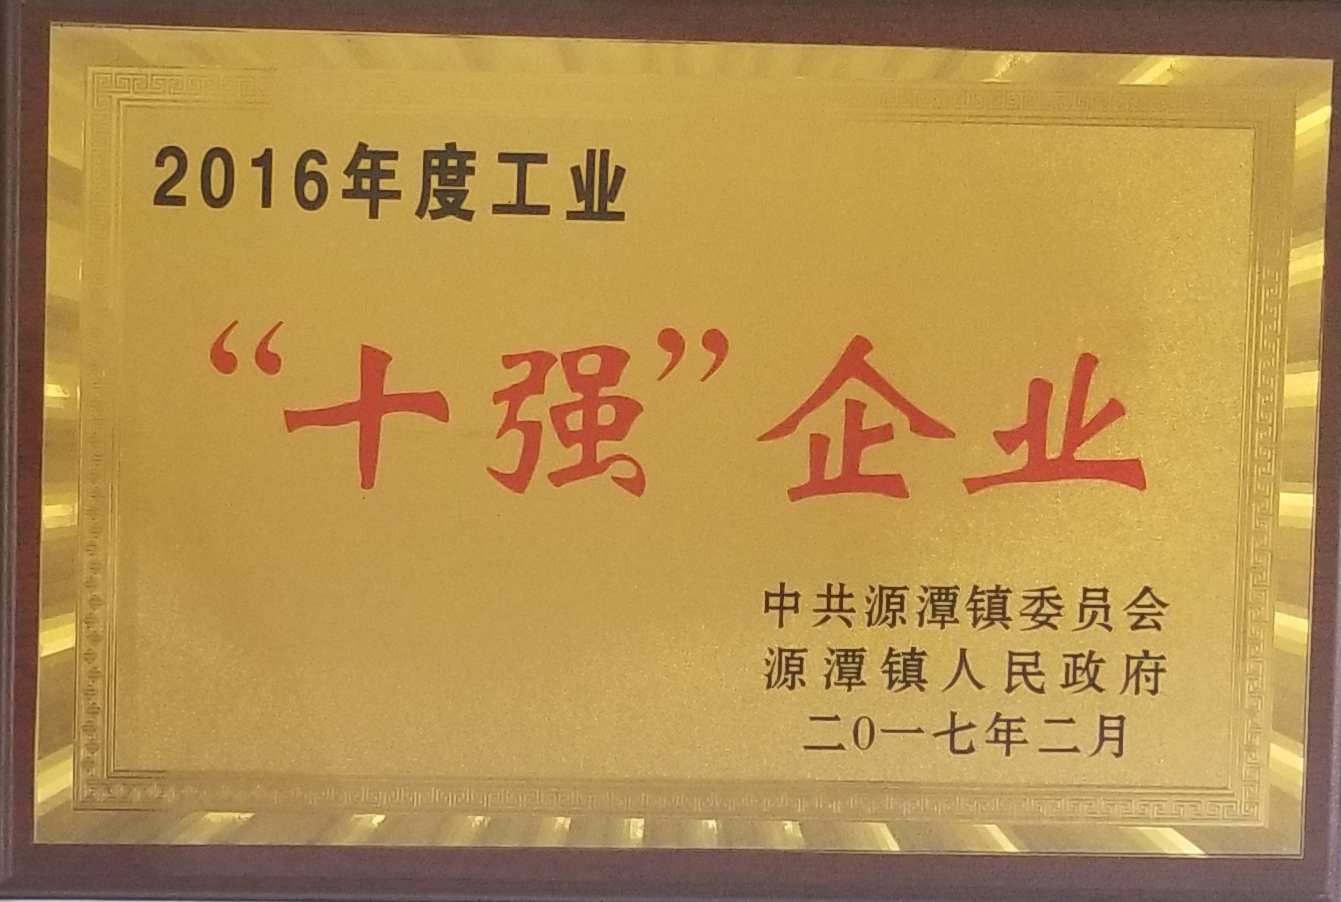 2016年度工业
“十强”企业
中共源潭镇委员会
源潭镇人民政府
二0一七年二月